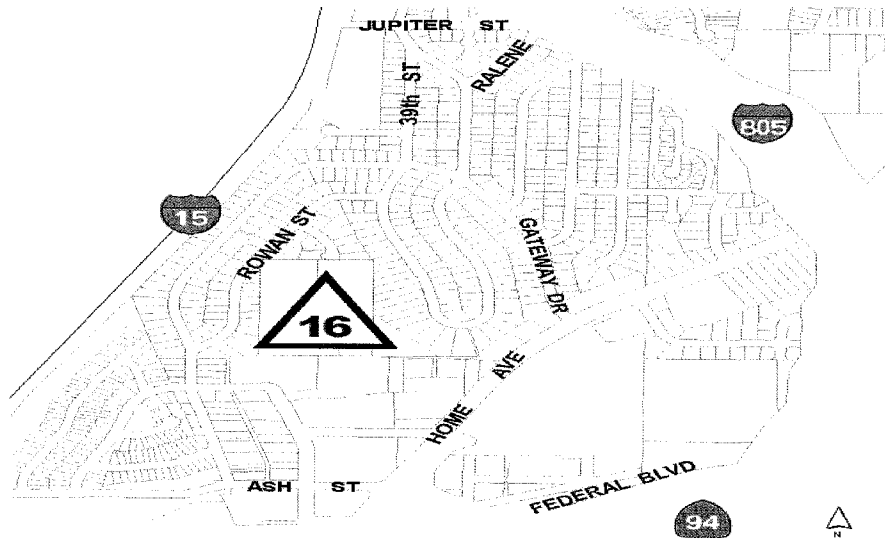 JUPITER ST
RALENE
39th ST
805
15
ROWAN ST
GATEWAY DR
16
HOME AVE
ASH ST
FEDERAL BLVD
94
N